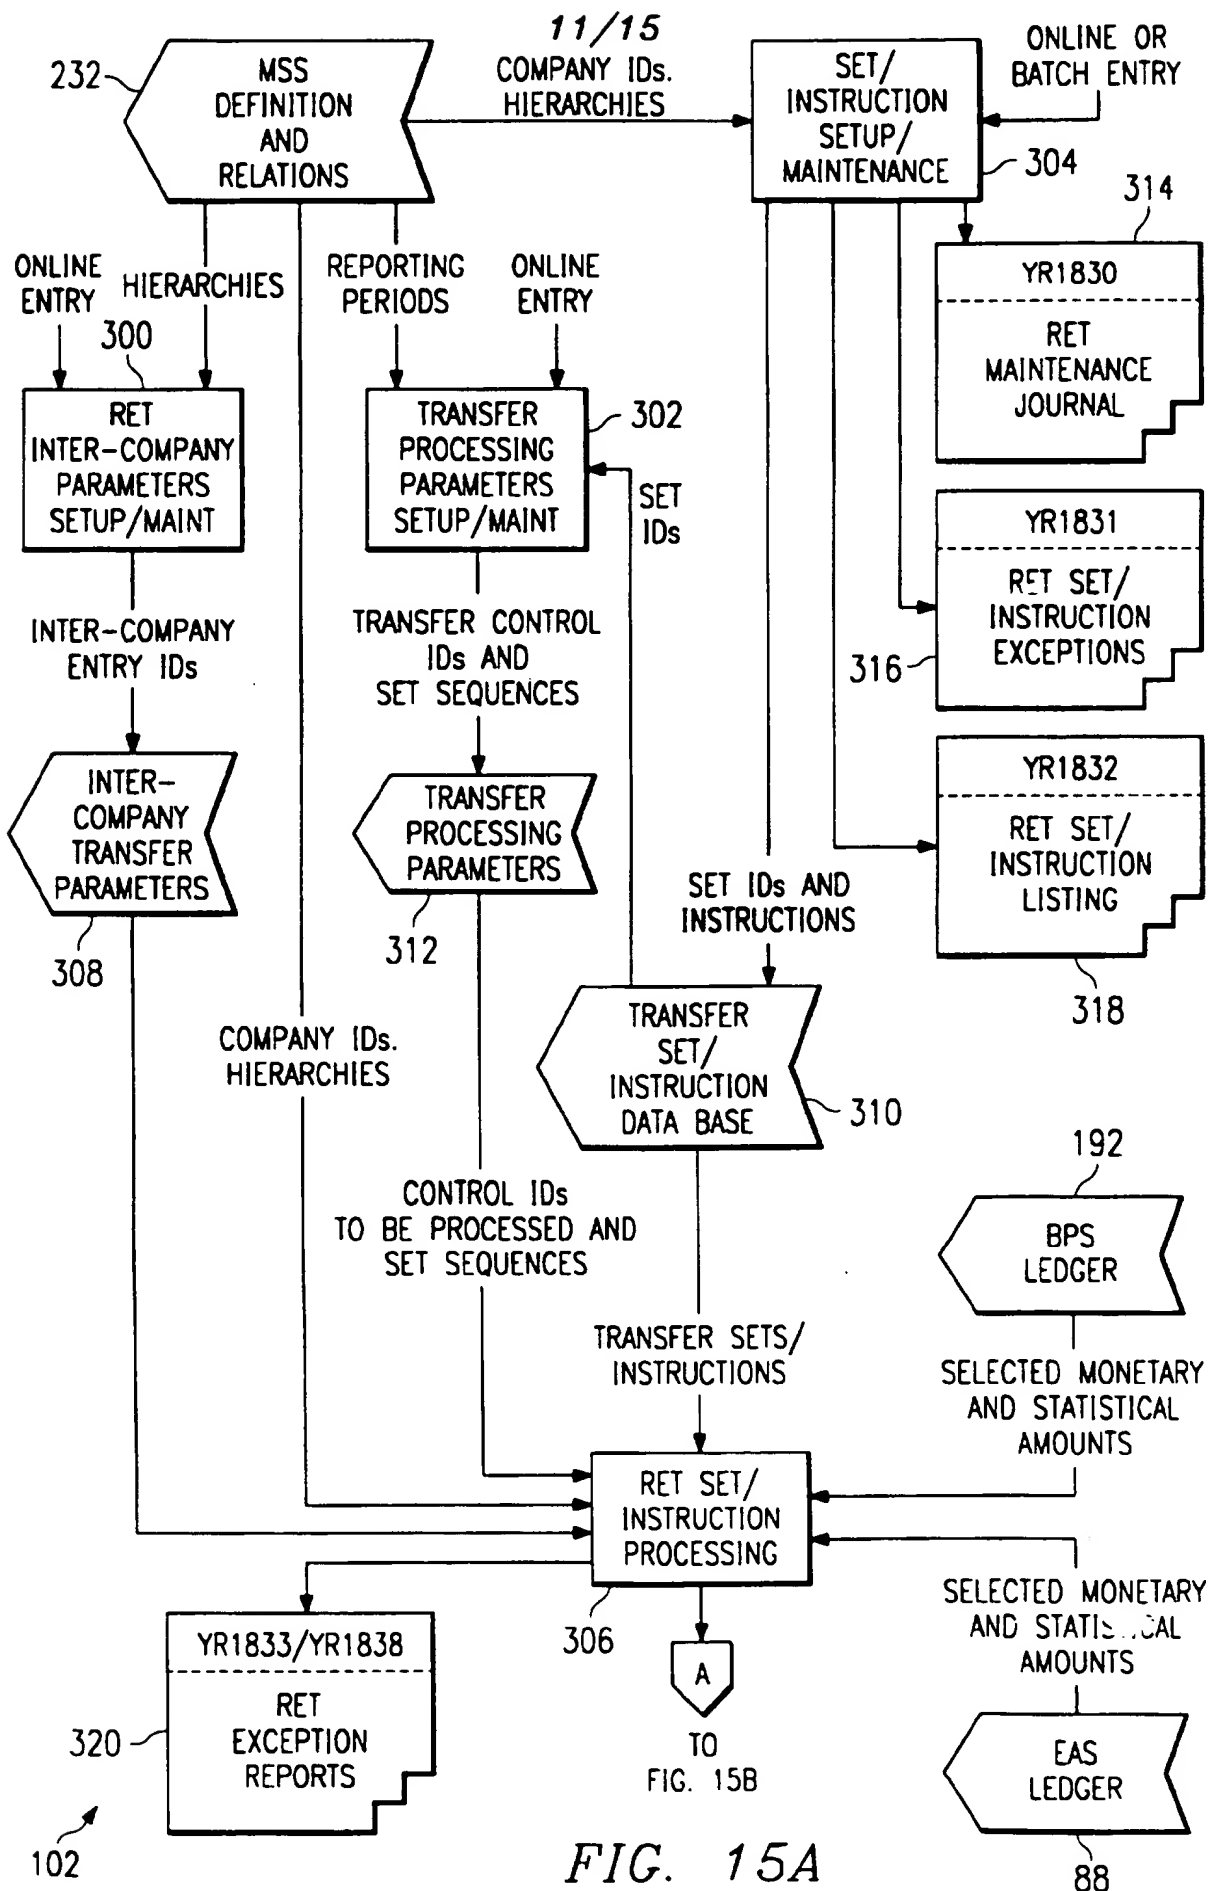 11/15
232
MSS
DEFINITION
AND
RELATIONS
COMPANY IDs.
HIERARCHIES
SET/
INSTRUCTION
SETUP/
MAINTENANCE
ONLINE OR
BATCH ENTRY
304
314
YR1830
RET
MAINTENANCE
JOURNAL
ONLINE
ENTRY
HIERARCHIES
REPORTING
PERIODS
ONLINE
ENTRY
300
RET
INTER-COMPANY
PARAMETERS
SETUP/MAINT
TRANSFER
PROCESSING
PARAMETERS
SETUP/MAINT
302
SET
IDs
YR1831
RET SET/
INSTRUCTION
EXCEPTIONS
316
INTER-COMPANY
ENTRY IDs
TRANSFER CONTROL
IDs AND
SET SEQUENCES
YR1832
RET SET/
INSTRUCTION
LISTING
318
INTER-
COMPANY
TRANSFER
PARAMETERS
308
TRANSFER
PROCESSING
PARAMETERS
312
SET IDs AND
INSTRUCTIONS
COMPANY IDs.
HIERARCHIES
TRANSFER
SET/
INSTRUCTION
DATA BASE
310
192
BPS
LEDGER
CONTROL IDs
TO BE PROCESSED AND
SET SEQUENCES
TRANSFER SETS/
INSTRUCTIONS
SELECTED MONETARY
AND STATISTICAL
AMOUNTS
RET SET/
INSTRUCTION
PROCESSING
306
SELECTED MONETARY
AND
AMOUNTS
YR1833/YR1838
RET
EXCEPTION
REPORTS
320
A
TO
FIG. 15B
EAS
LEDGER
88
102
FIG. 15A